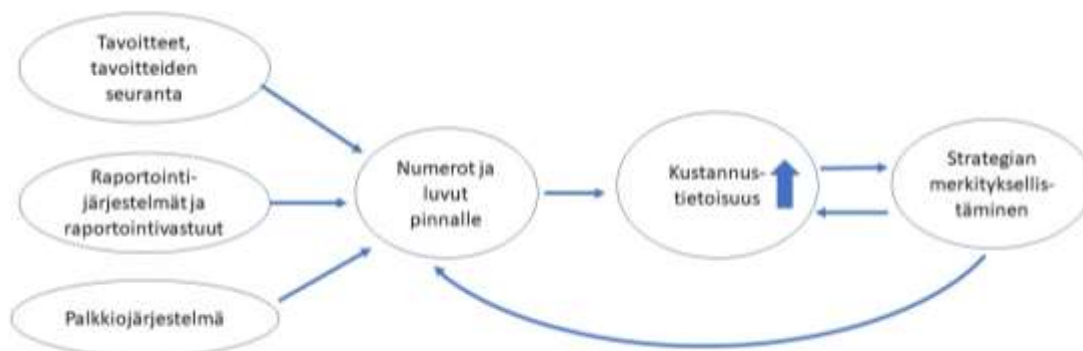 Tavoitteet,
tavoitteiden
seuranta
Raportointi-
järjestelmät ja
raportointivastuut
Palkkiojärjestelmä
Numerot ja
luvut
pinnalle
Kustannus-
tietoisuus
Strategian
merkityksellis-
täminen